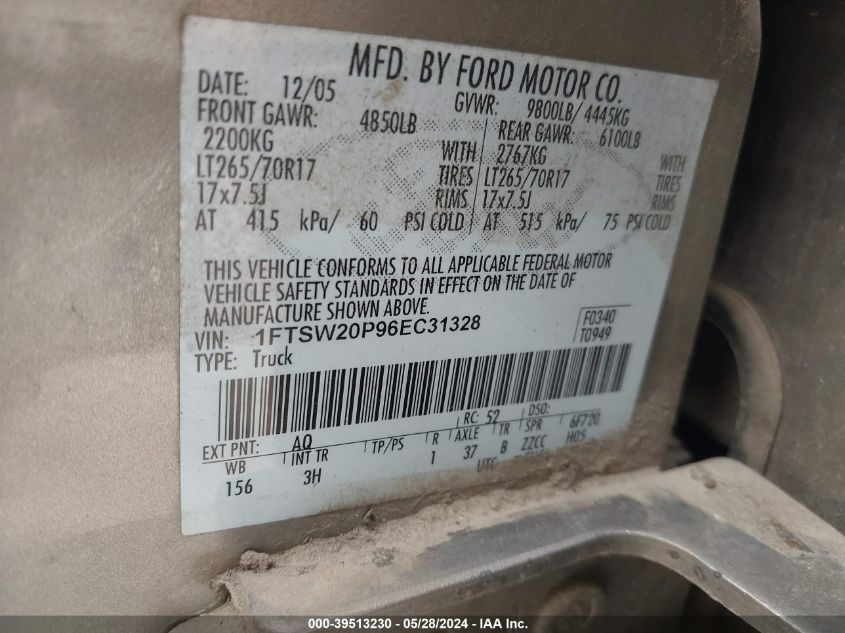 MFD. BY FORD MOTOR CO.
DATE: 12/05 GVWR: 9800LB/ 4445KG
FRONT GAWR: 4850LB REAR GAWR: 6100LB
2200KG WITH 2767KG WITH
LT265/70R17 TIRES LT265/70R17 TIRES
17x7.5J RIMS 17x7.5J RIMS
AT 415 kPa/ 60 PSI COLD AT 515 kPa/ 75 PSI COLD
THIS VEHICLE CONFORMS TO ALL APPLICABLE FEDERAL MOTOR
VEHICLE SAFETY STANDARDS IN EFFECT ON THE DATE OF
MANUFACTURE SHOWN ABOVE.
VIN: 1FTSW20P96EC31328 F0340
TYPE: Truck T0949
EXT PNT: AQ RC: 52 DSO: 6F720
WB INT TR TP/PS R AXLE TR SPR H05
156 3H 1 37 B ZZCC
UTC
000-39513230 - 05/28/2024 - IAA Inc.